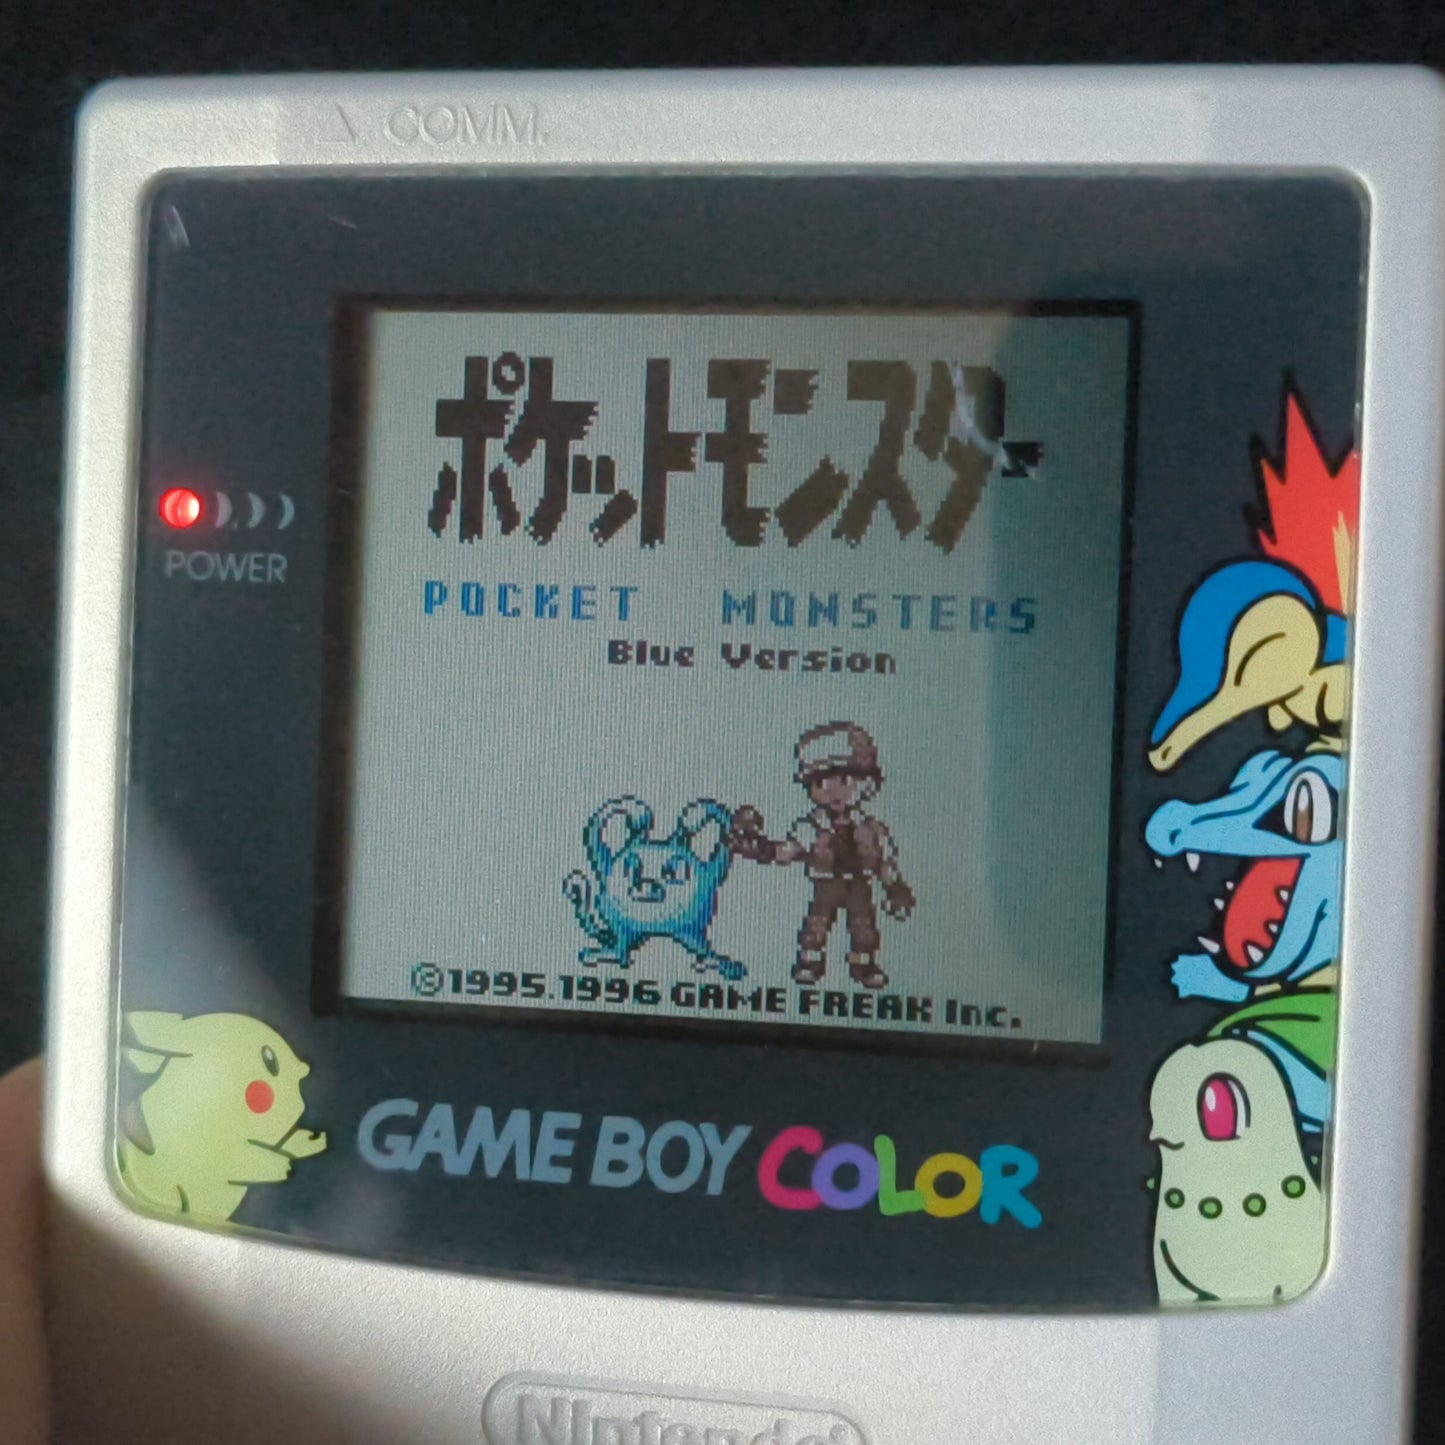 △ COMM.
ポケットモンスター
POCKET MONSTERS
Blue Version
POWER
©1995.1996 GAME FREAK Inc.
GAME BOY COLOR
Nintendo®